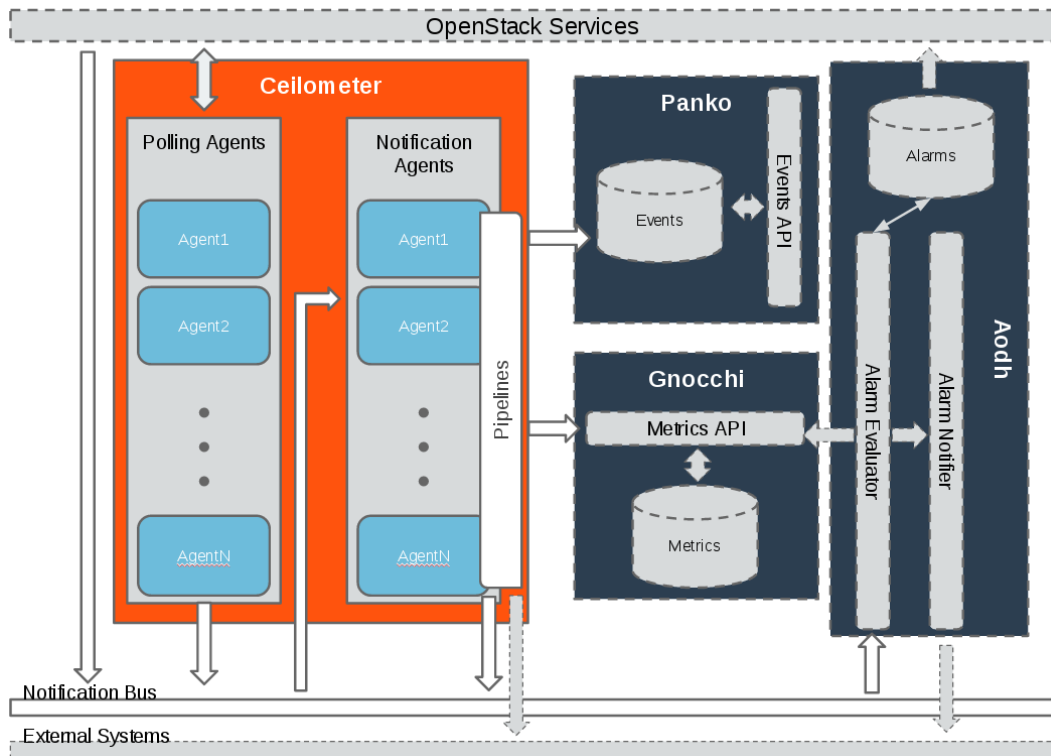 OpenStack Services
Ceilometer
Polling Agents
Agent1
Agent2
AgentN
Notification
Agents
Agent1
Agent2
AgentN
Pipelines
Panko
Events
Events API
Gnocchi
Metrics API
Metrics
Aodh
Alarms
Alarm Evaluator
Alarm Notifier
Notification Bus
External Systems